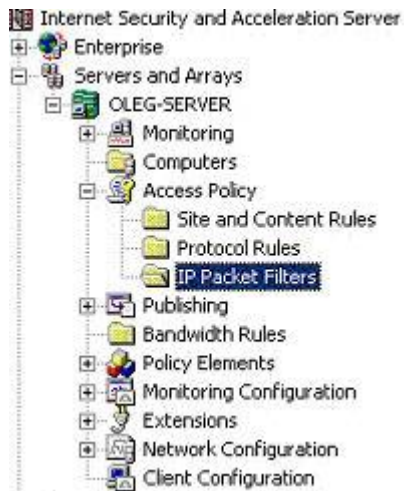 Internet Security and Acceleration Server
Enterprise
Servers and Arrays
OLEG-SERVER
Monitoring
Computers
Access Policy
Site and Content Rules
Protocol Rules
IP Packet Filters
Publishing
Bandwidth Rules
Policy Elements
Monitoring Configuration
Extensions
Network Configuration
Client Configuration